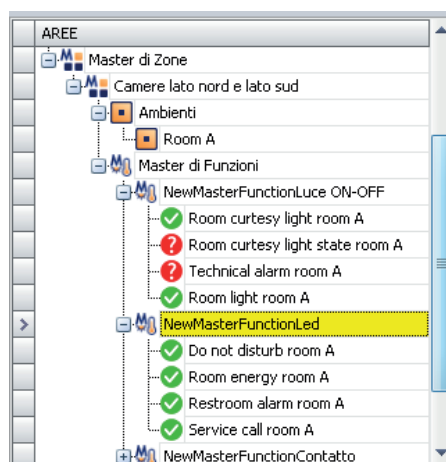 AREE
Master di Zone
Camere lato nord e lato sud
Ambienti
Room A
Master di Funzioni
NewMasterFunctionLuce ON-OFF
Room curtesy light room A
Room curtesy light state room A
Technical alarm room A
Room light room A
NewMasterFunctionLed
Do not disturb room A
Room energy room A
Restroom alarm room A
Service call room A
NewMasterFunctionContatto